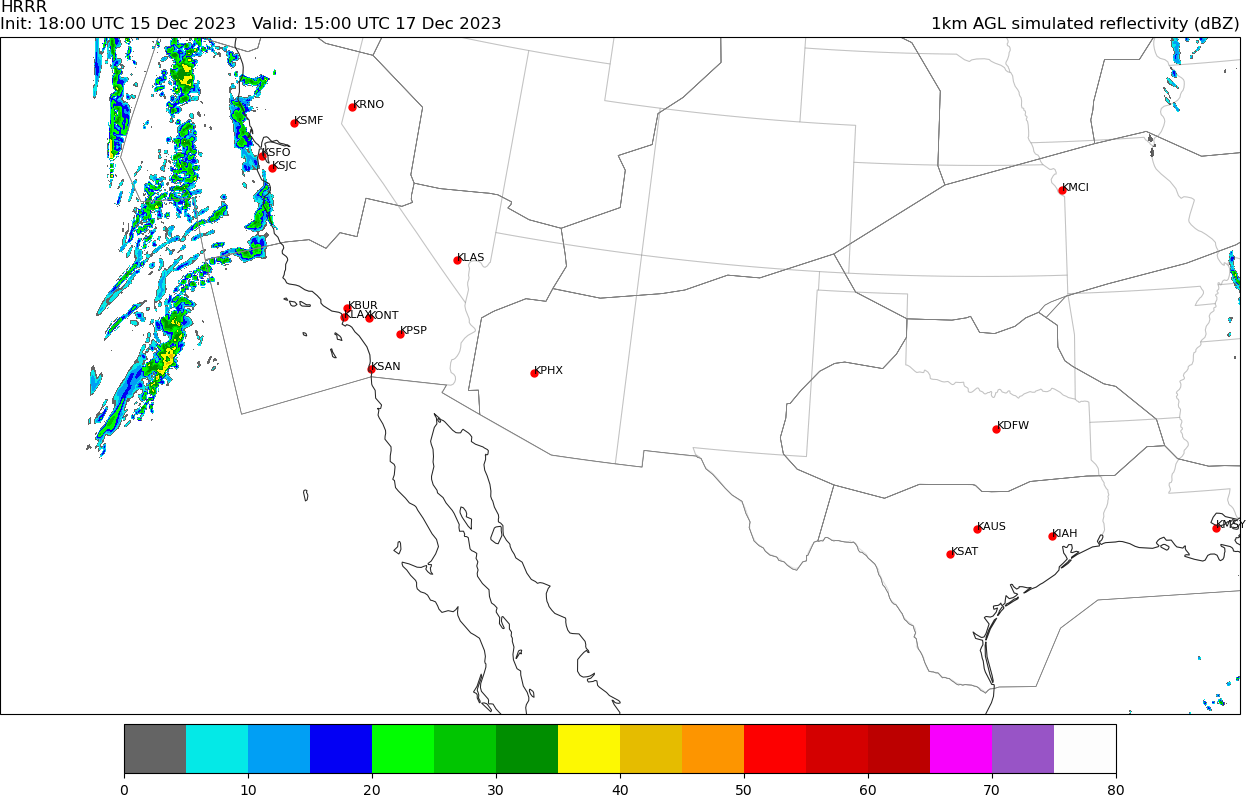 HRRR
Init: 18:00 UTC 15 Dec 2023   Valid: 15:00 UTC 17 Dec 2023
1km AGL simulated reflectivity (dBZ)
KRNO
KSMF
KSFO
KSJC
KMCI
KLAS
KBUR
KLAX
KONT
KPSP
KSAN
KPHX
KDFW
KAUS
KMSY
KIAH
KSAT
0 10 20 30 40 50 60 70 80